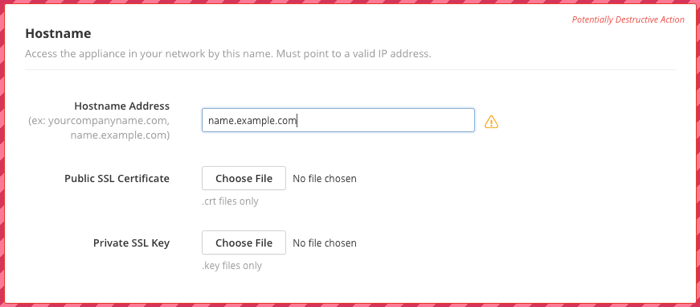 Potentially Destructive Action
Hostname
Access the appliance in your network by this name. Must point to a valid IP address.
Hostname Address
(ex: yourcompanyname.com,
name.example.com)
name.example.com
Public SSL Certificate
Choose File No file chosen
.crt files only
Private SSL Key
Choose File No file chosen
.key files only